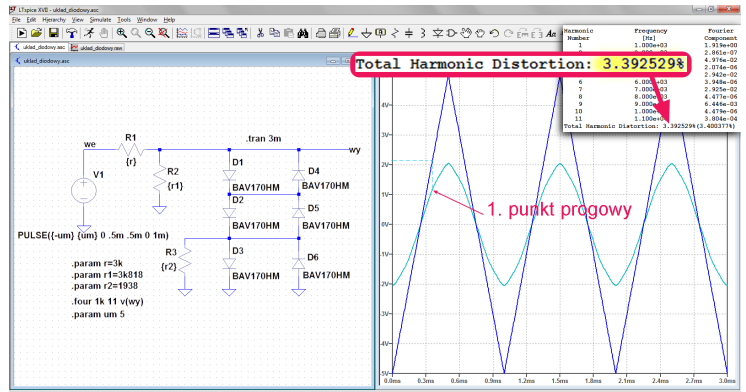 LTspice XVII - uklad_diodowy.asc
File Edit Hierarchy View Simulate Tools Window Help
uklad_diodowy.asc uklad_diodowy.raw
uklad_diodowy.asc
we
R1
{r}
.tran 3m
wy
V1
R2
{r1}
D1
BAV170HM
D4
BAV170HM
D2
BAV170HM
D5
BAV170HM
PULSE({-um} {um} 0 .5m .5m 0 1m)
R3
{r2}
D3
BAV170HM
D6
BAV170HM
.param r=3k
.param r1=3k818
.param r2=1938
.four 1k 11 v(wy)
.param um 5
Harmonic Frequency Fourier
Number [Hz] Component
1 1.000e+03 1.919e+00
2.861e-07
4.976e-02
Total Harmonic Distortion: 3.392529%
2.074e-06
2.942e-02
6 6.000e+03 3.948e-06
7 7.000e+03 2.925e-02
8 8.000e+03 4.477e-06
9 9.000e+03 6.446e-03
10 1.000e+04 4.479e-06
11 1.100e+04 3.804e-04
Total Harmonic Distortion: 3.392529%(3.400377%)
4V
3V
2V
1V
0V
-1V
-2V
-3V
-4V
-5V
1. punkt progowy
0.0ms 0.3ms 0.6ms 0.9ms 1.2ms 1.5ms 1.8ms 2.1ms 2.4ms 2.7ms 3.0ms